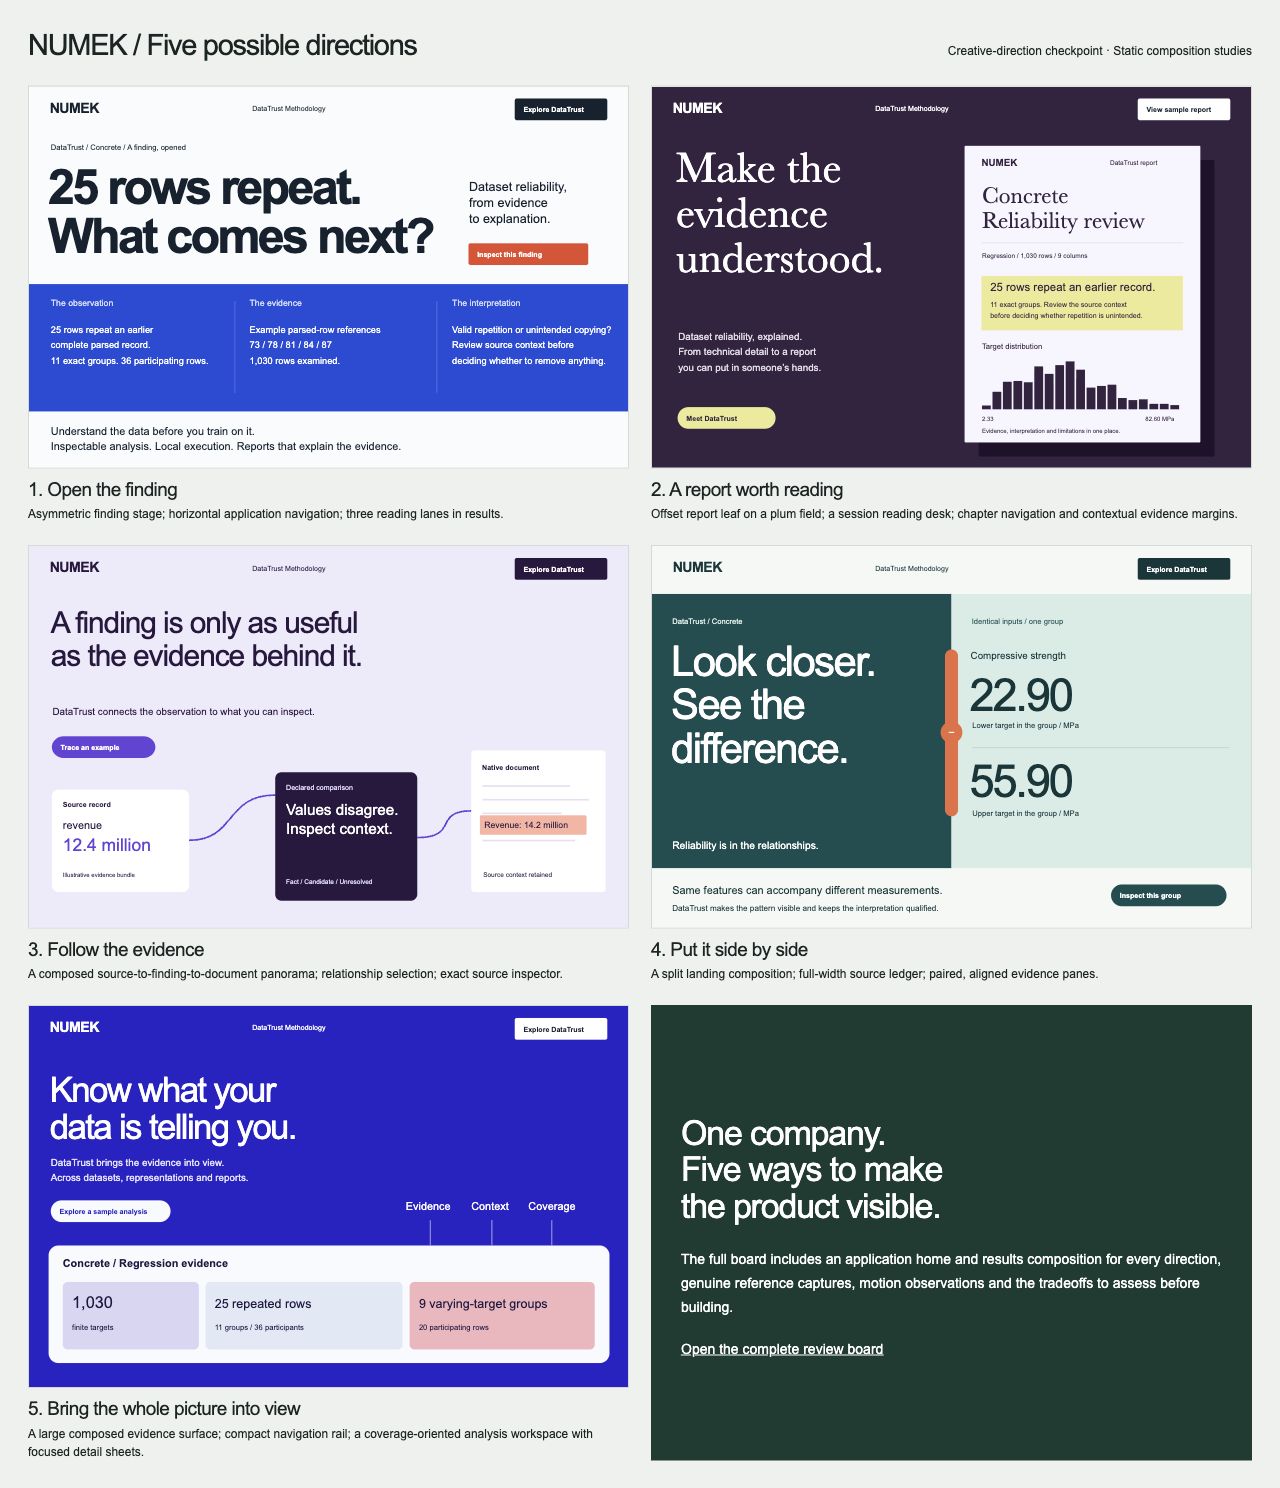 NUMEK / Five possible directions
Creative-direction checkpoint · Static composition studies
NUMEK
DataTrust Methodology
Explore DataTrust
DataTrust / Concrete / A finding, opened
25 rows repeat.
What comes next?
Dataset reliability,
from evidence
to explanation.
Inspect this finding
The observation
25 rows repeat an earlier
complete parsed record.
11 exact groups. 36 participating rows.
The evidence
Example parsed-row references
73 / 78 / 81 / 84 / 87
1,030 rows examined.
The interpretation
Valid repetition or unintended copying?
Review source context before
deciding whether to remove anything.
Understand the data before you train on it.
Inspectable analysis. Local execution. Reports that explain the evidence.
1. Open the finding
Asymmetric finding stage; horizontal application navigation; three reading lanes in results.
NUMEK
DataTrust Methodology
View sample report
Make the
evidence
understood.
Dataset reliability, explained.
From technical detail to a report
you can put in someone's hands.
Meet DataTrust
NUMEK
DataTrust report
Concrete
Reliability review
Regression / 1,030 rows / 9 columns
25 rows repeat an earlier record.
11 exact groups. Review the source context
before deciding whether repetition is unintended.
Target distribution
2.33
82.60 MPa
Evidence, interpretation and limitations in one place.
2. A report worth reading
Offset report leaf on a plum field; a session reading desk; chapter navigation and contextual evidence margins.
NUMEK
DataTrust Methodology
Explore DataTrust
A finding is only as useful
as the evidence behind it.
DataTrust connects the observation to what you can inspect.
Trace an example
Source record
revenue
12.4 million
Illustrative evidence bundle
Declared comparison
Values disagree.
Inspect context.
Fact / Candidate / Unresolved
Native document
Revenue: 14.2 million
Source context retained
3. Follow the evidence
A composed source-to-finding-to-document panorama; relationship selection; exact source inspector.
NUMEK
DataTrust Methodology
Explore DataTrust
DataTrust / Concrete
Look closer.
See the
difference.
Reliability is in the relationships.
Identical inputs / one group
Compressive strength
22.90
Lower target in the group / MPa
55.90
Upper target in the group / MPa
Same features can accompany different measurements.
DataTrust makes the pattern visible and keeps the interpretation qualified.
Inspect this group
4. Put it side by side
A split landing composition; full-width source ledger; paired, aligned evidence panes.
NUMEK
DataTrust Methodology
Explore DataTrust
Know what your
data is telling you.
DataTrust brings the evidence into view.
Across datasets, representations and reports.
Explore a sample analysis
Evidence
Context
Coverage
Concrete / Regression evidence
1,030
finite targets
25 repeated rows
11 groups / 36 participants
9 varying-target groups
20 participating rows
5. Bring the whole picture into view
A large composed evidence surface; compact navigation rail; a coverage-oriented analysis workspace with
focused detail sheets.
One company.
Five ways to make
the product visible.
The full board includes an application home and results composition for every direction,
genuine reference captures, motion observations and the tradeoffs to assess before
building.
Open the complete review board